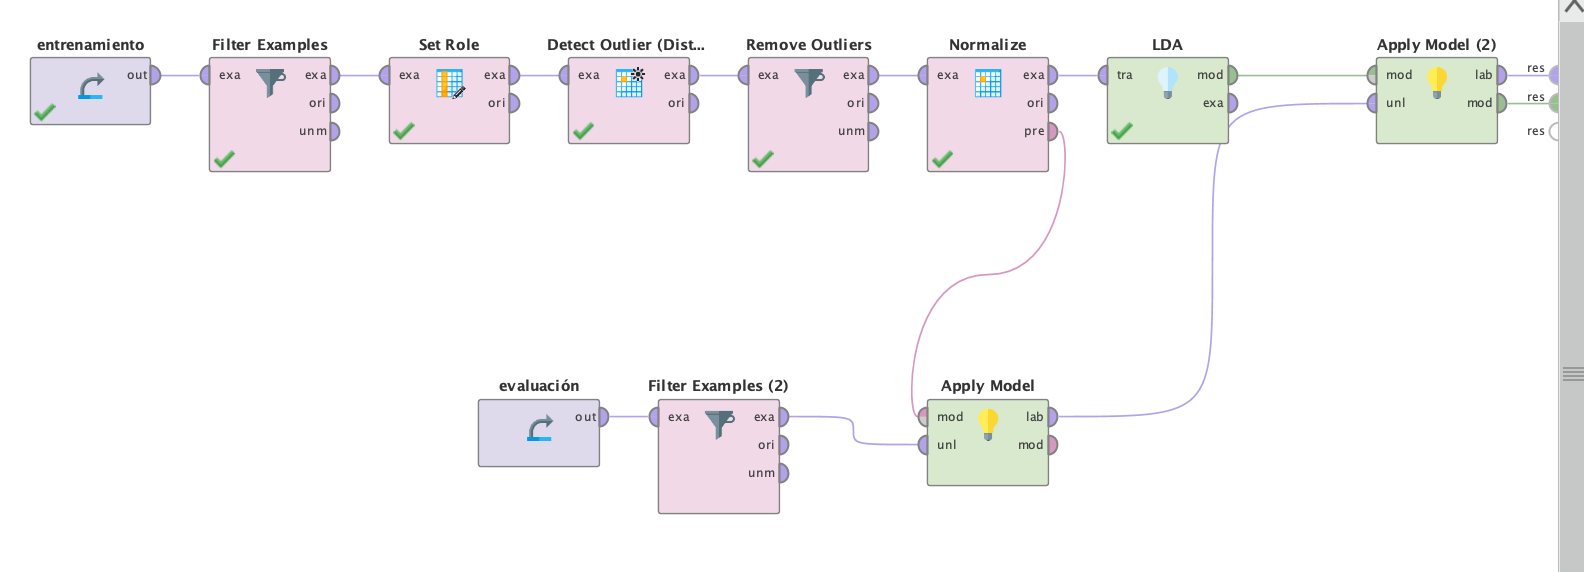 entrenamiento
out
Filter Examples
exa exa
ori
unm
Set Role
exa exa
ori
Detect Outlier (Dist...
exa exa
ori
Remove Outliers
exa exa
ori
unm
Normalize
exa exa
ori
pre
LDA
tra mod
exa
Apply Model (2)
mod lab
unl mod
res
res
res
evaluación
out
Filter Examples (2)
exa exa
ori
unm
Apply Model
mod lab
unl mod